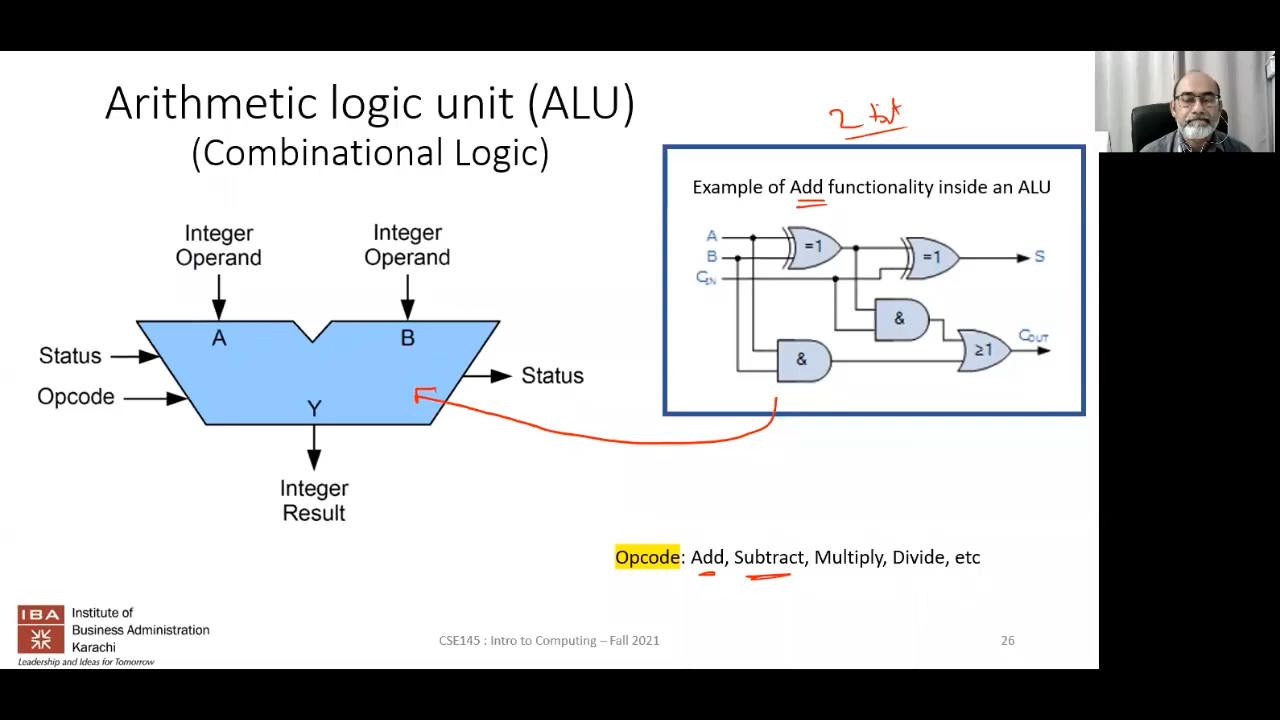 Arithmetic logic unit (ALU)
(Combinational Logic)
2 bit
Example of Add functionality inside an ALU
A
B
CIN
=1
=1
S
&
&
≥1
COUT
Integer
Operand
Integer
Operand
A
B
Status
Opcode
Status
Y
Integer
Result
Opcode: Add, Subtract, Multiply, Divide, etc
IBA
Institute of
Business Administration
Karachi
Leadership and Ideas for Tomorrow
CSE145 : Intro to Computing – Fall 2021
26